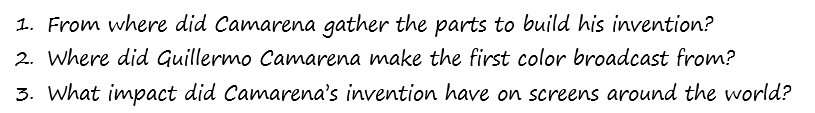 1. From where did Camarena gather the parts to build his invention?
2. Where did Guillermo Camarena make the first color broadcast from?
3. What impact did Camarena's invention have on screens around the world?